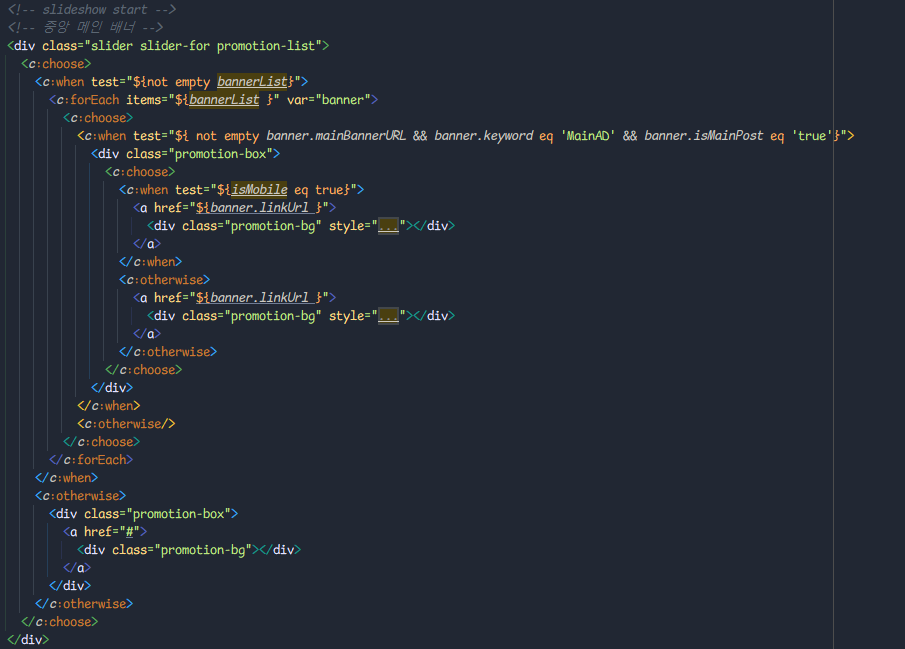 <!-- slideshow start -->
<!-- 중앙 메인 배너 -->
<div class="slider slider-for promotion-list">
<c:choose>
<c:when test="${not empty bannerList}">
<c:forEach items="${bannerList }" var="banner">
<c:choose>
<c:when test="${ not empty banner.mainBannerURL && banner.keyword eq 'MainAD' && banner.isMainPost eq 'true'}">
<div class="promotion-box">
<c:choose>
<c:when test="${isMobile eq true}">
<a href="${banner.linkUrl }">
<div class="promotion-bg" style="..."></div>
</a>
</c:when>
<c:otherwise>
<a href="${banner.linkUrl }">
<div class="promotion-bg" style="..."></div>
</a>
</c:otherwise>
</c:choose>
</div>
</c:when>
<c:otherwise/>
</c:choose>
</c:forEach>
</c:when>
<c:otherwise>
<div class="promotion-box">
<a href="#">
<div class="promotion-bg"></div>
</a>
</div>
</c:otherwise>
</c:choose>
</div>